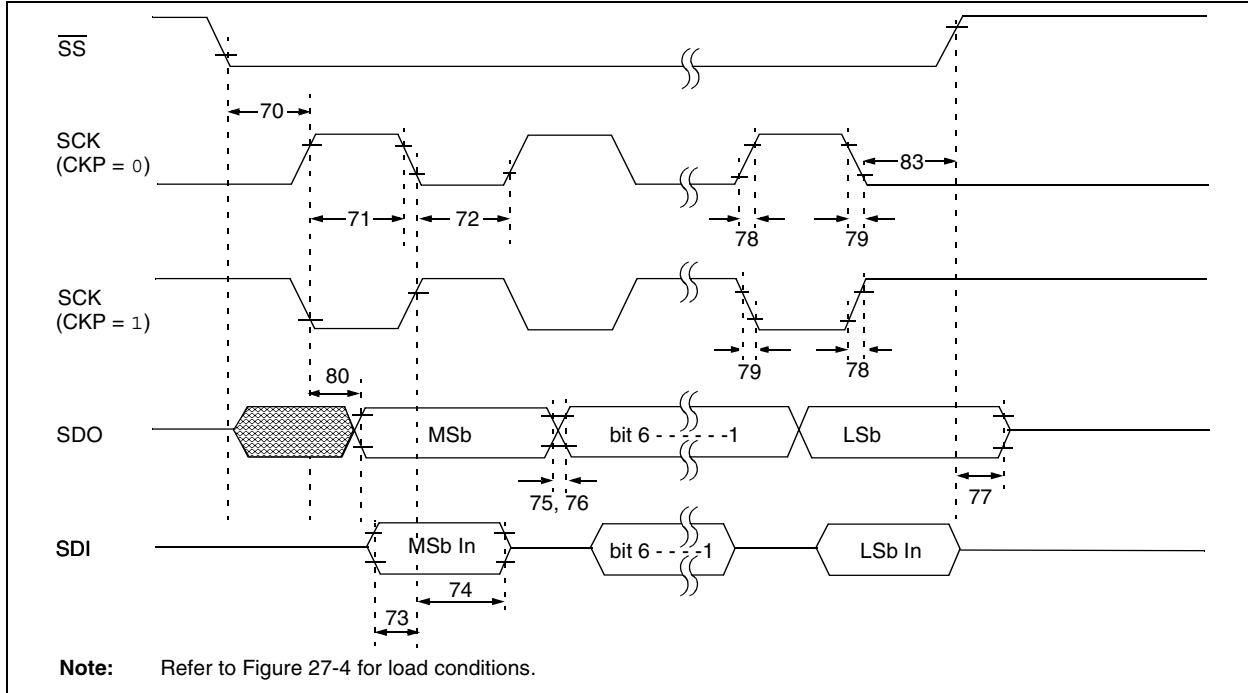 SS
70
SCK
(CKP = 0)
83
71
72
78
79
SCK
(CKP = 1)
79
78
80
SDO
MSb
bit 6 - - - - - -1
LSb
75, 76
77
SDI
MSb In
bit 6 - - - - -1
LSb In
74
73
Note: Refer to Figure 27-4 for load conditions.